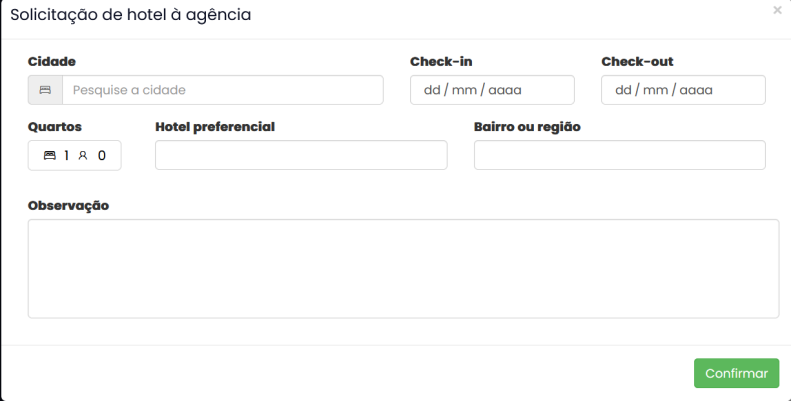 Solicitação de hotel à agência ×
Cidade Check-in Check-out
Pesquise a cidade dd / mm / aaaa dd / mm / aaaa
Quartos Hotel preferencial Bairro ou região
1 0
Observação
Confirmar